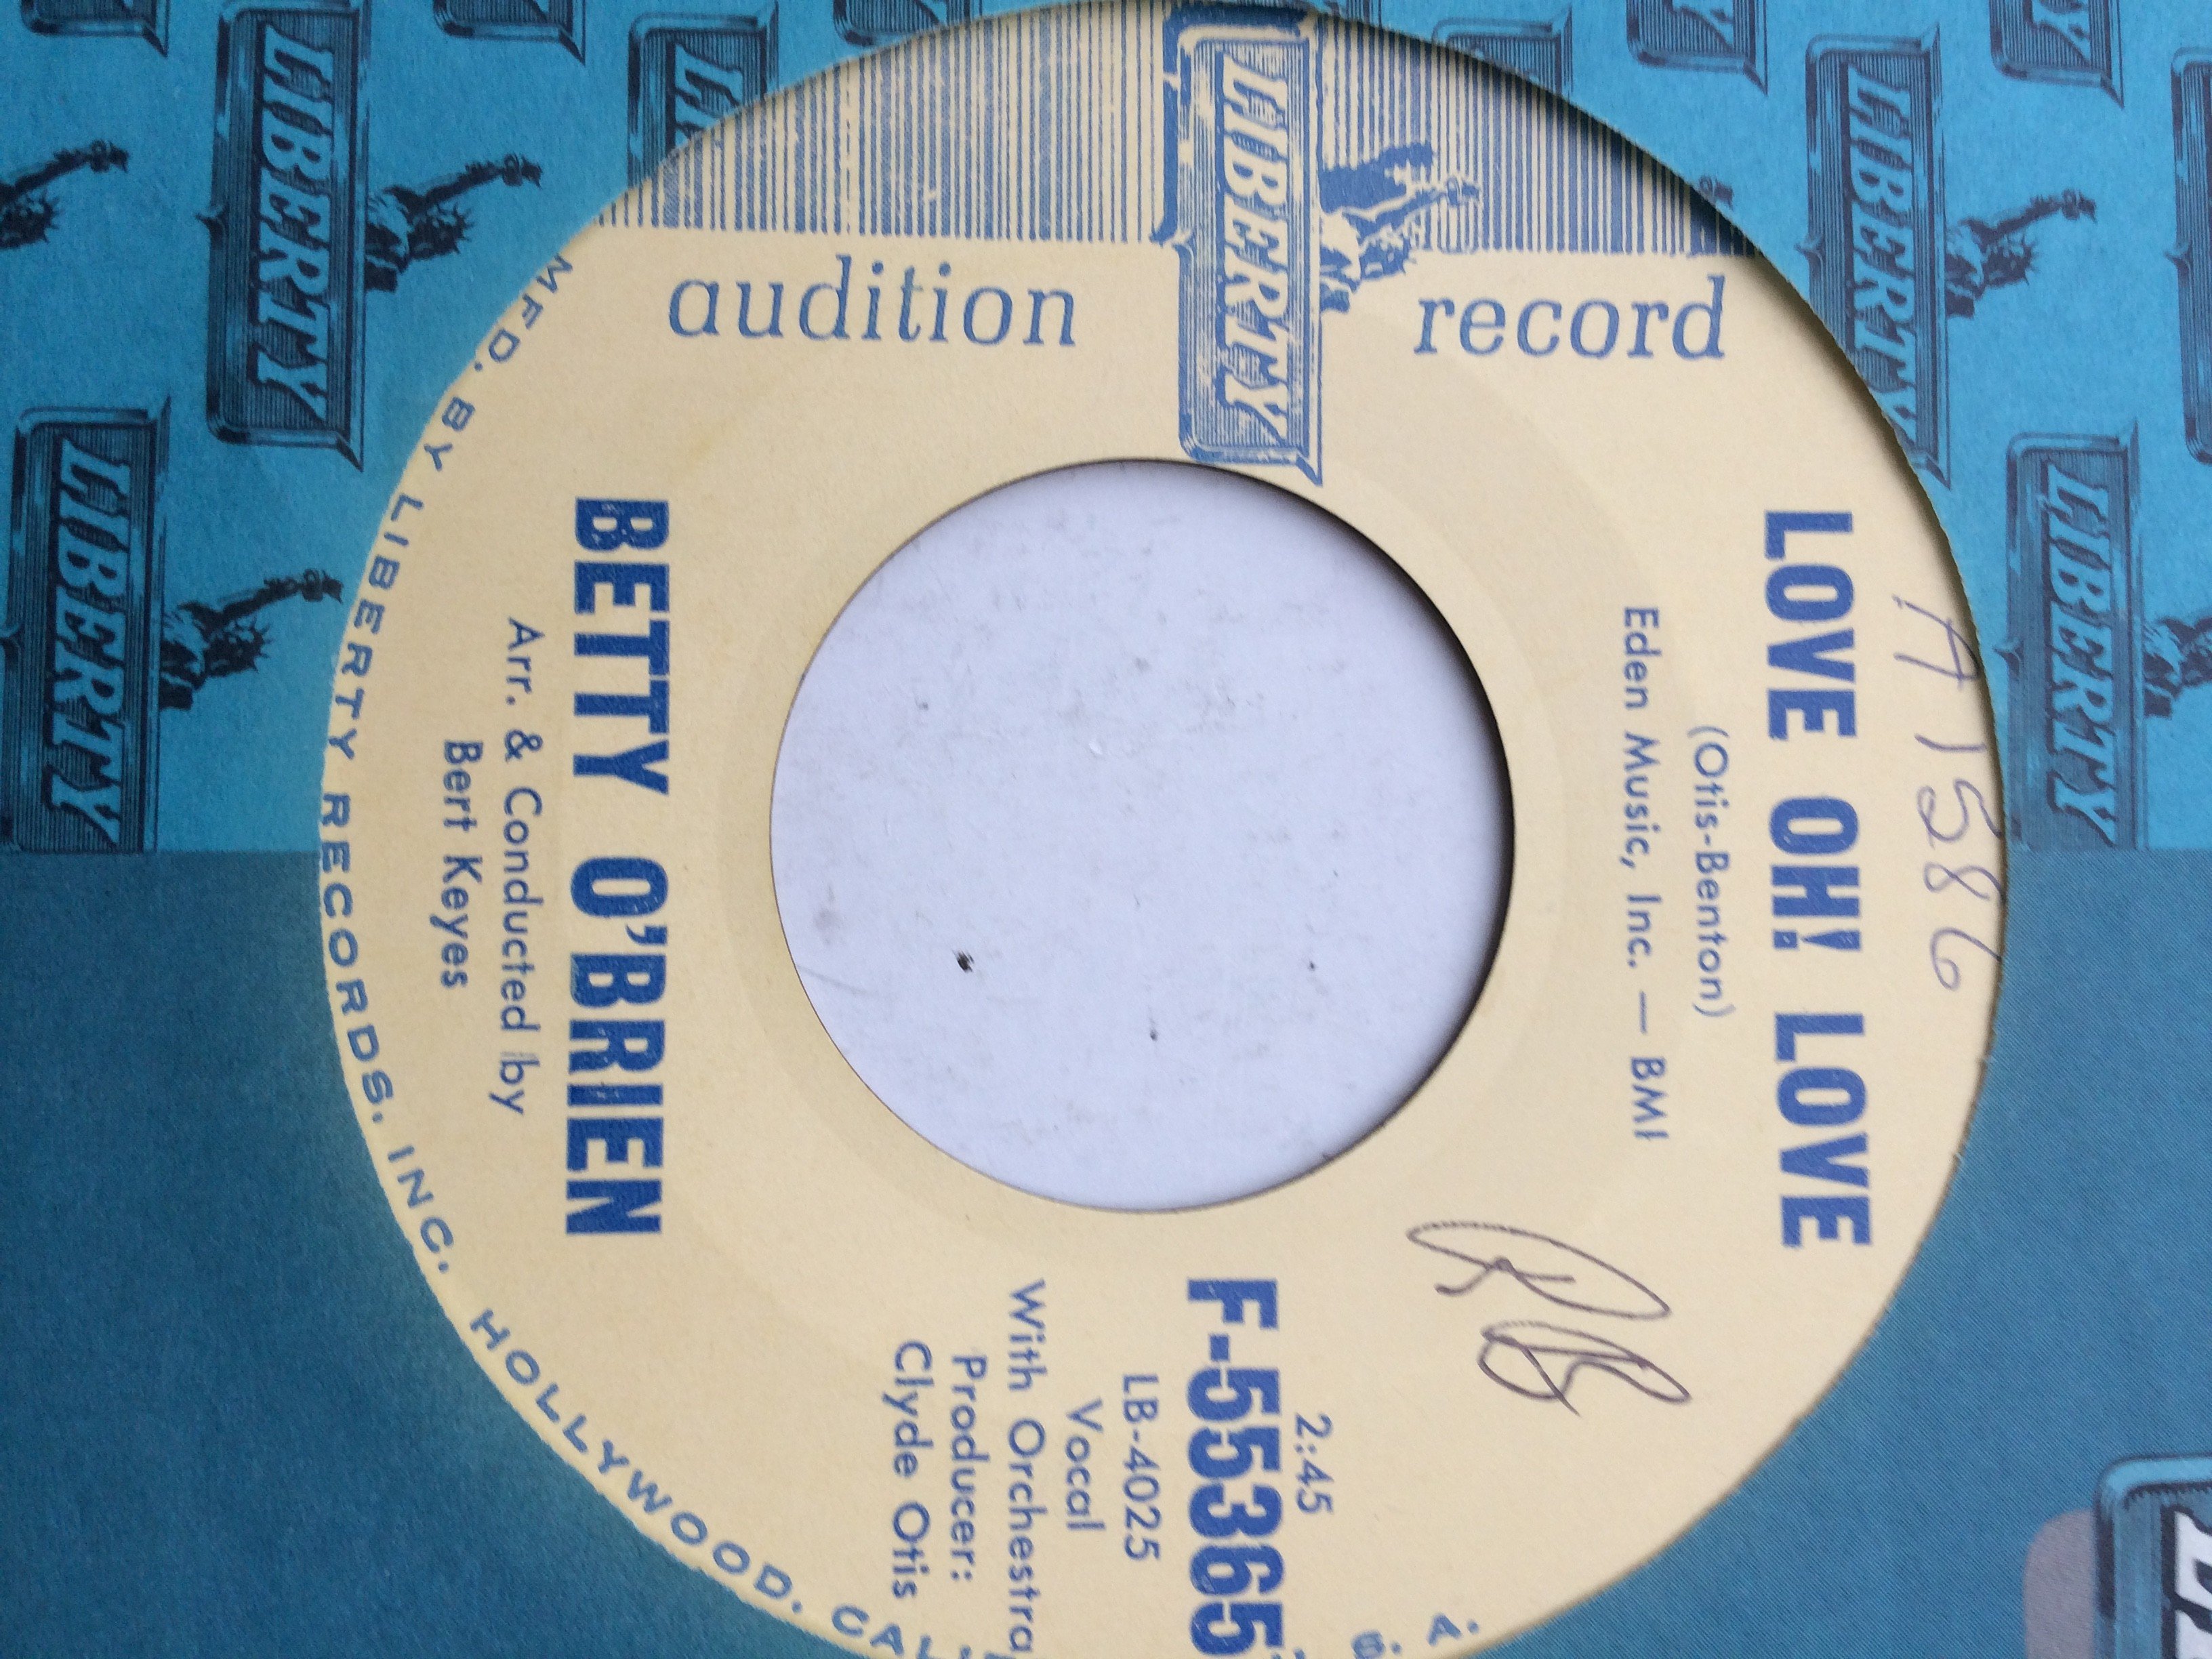 A 1586
LOVE OH! LOVE
(Otis-Benton)
Eden Music, Inc. — BMI
record
LIBERTY
audition
2:45
F-55365
LB-4025
Vocal
With Orchestra
Producer:
Clyde Otis
BETTY O'BRIEN
Arr. & Conducted by
Bert Keyes
MFD. BY LIBERTY RECORDS, INC. HOLLYWOOD, CAL
S. A.
LIBERTY
LIBERTY
LIBERTY
LIBERTY